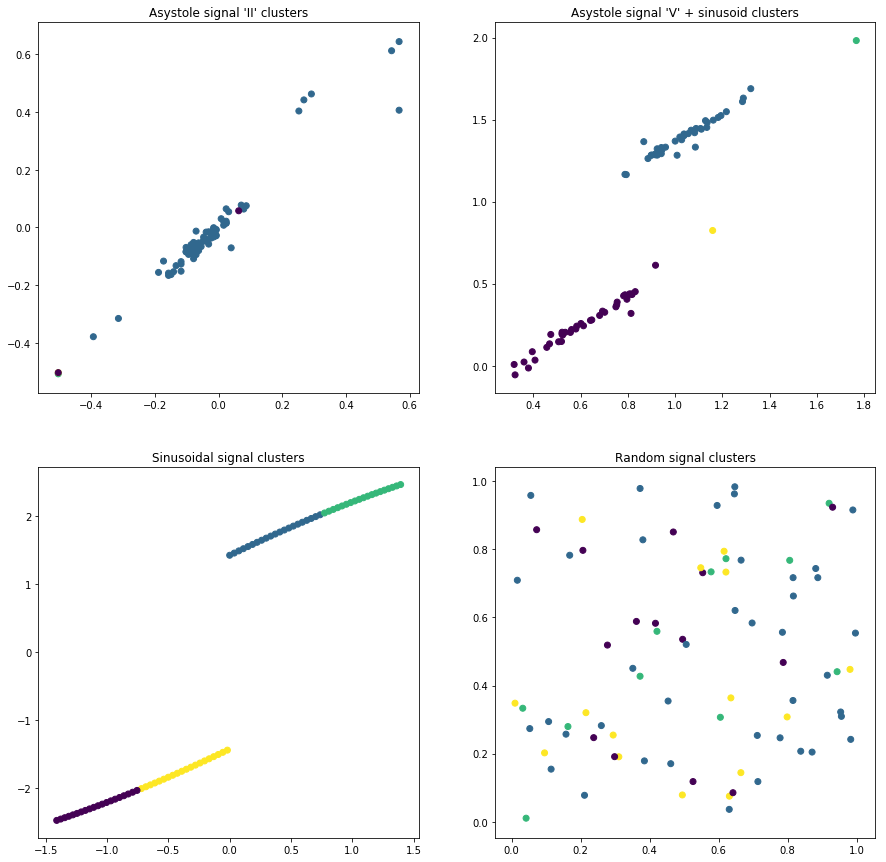 Asystole signal 'II' clusters
0.6
0.4
0.2
0.0
−0.2
−0.4
−0.4 −0.2 0.0 0.2 0.4 0.6
Asystole signal 'V' + sinusoid clusters
2.0
1.5
1.0
0.5
0.0
0.4 0.6 0.8 1.0 1.2 1.4 1.6 1.8
Sinusoidal signal clusters
2
1
0
−1
−2
−1.5 −1.0 −0.5 0.0 0.5 1.0 1.5
Random signal clusters
1.0
0.8
0.6
0.4
0.2
0.0
0.0 0.2 0.4 0.6 0.8 1.0